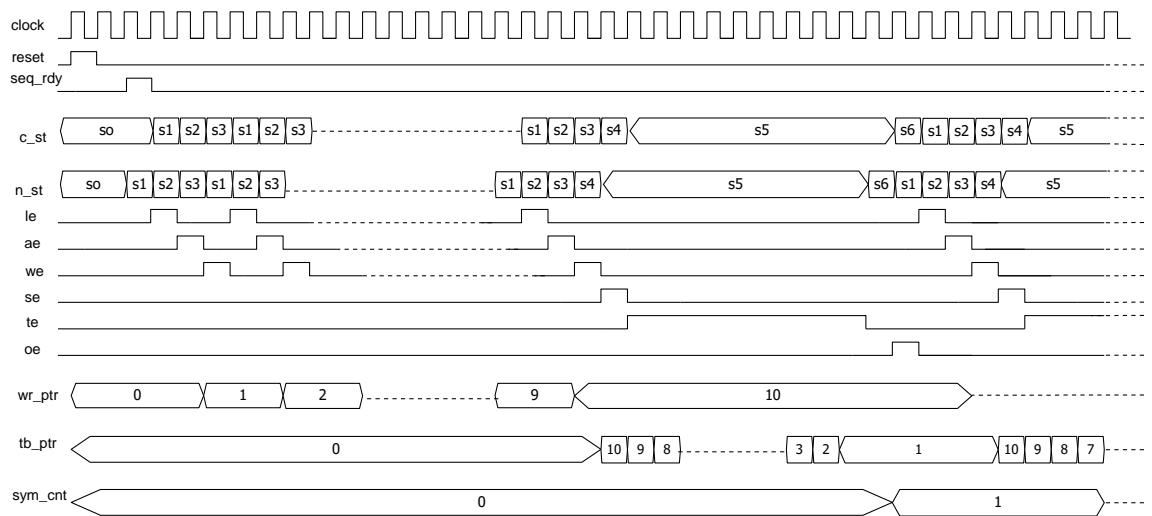 clock
reset
seq_rdy
c_st so s1 s2 s3 s1 s2 s3 s1 s2 s3 s4 s5 s6 s1 s2 s3 s4 s5
n_st so s1 s2 s3 s1 s2 s3 s1 s2 s3 s4 s5 s6 s1 s2 s3 s4 s5
le
ae
we
se
te
oe
wr_ptr 0 1 2 9 10
tb_ptr 0 10 9 8 3 2 1 10 9 8 7
sym_cnt 0 1